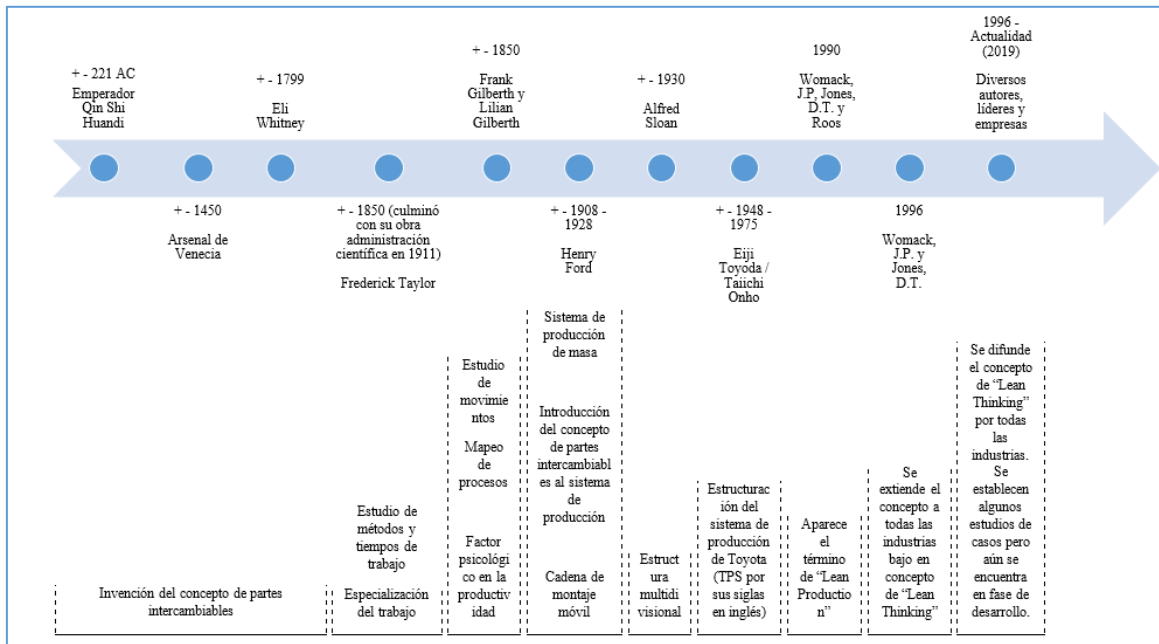 + - 221 AC
Emperador
Qin Shi
Huandi
+ - 1450
Arsenal de
Venecia
+ - 1799
Eli
Whitney
+ - 1850 (culminó
con su obra
administración
científica en 1911)
Frederick Taylor
+ - 1850
Frank
Gilberth y
Lilian
Gilberth
+ - 1908 -
1928
Henry
Ford
+ - 1930
Alfred
Sloan
+ - 1948 -
1975
Eiji
Toyoda /
Taiichi
Onho
1990
Womack,
J.P, Jones,
D.T. y
Roos
1996
Womack,
J.P. y
Jones,
D.T.
1996 -
Actualidad
(2019)
Diversos
autores,
líderes y
empresas
Invención del concepto de partes
intercambiables
Estudio de
métodos y
tiempos de
trabajo
Especialización
del trabajo
Estudio
de
movimie
ntos
Mapeo
de
procesos
Factor
psicológi
co en la
producti
vidad
Sistema de
producción
de masa
Introducción
del concepto
de partes
intercambiabl
es al sistema
de
producción
Cadena de
montaje
móvil
Estruct
ura
multidi
visional
Estructurac
ión del
sistema de
producción
de Toyota
(TPS por
sus siglas
en inglés)
Aparece
el
término
de “Lean
Productio
n”
Se
extiende el
concepto a
todas las
industrias
bajo en
concepto
de “Lean
Thinking”
Se difunde
el concepto
de “Lean
Thinking”
por todas
las
industrias.
Se
establecen
algunos
estudios de
casos pero
aún se
encuentra
en fase de
desarrollo.